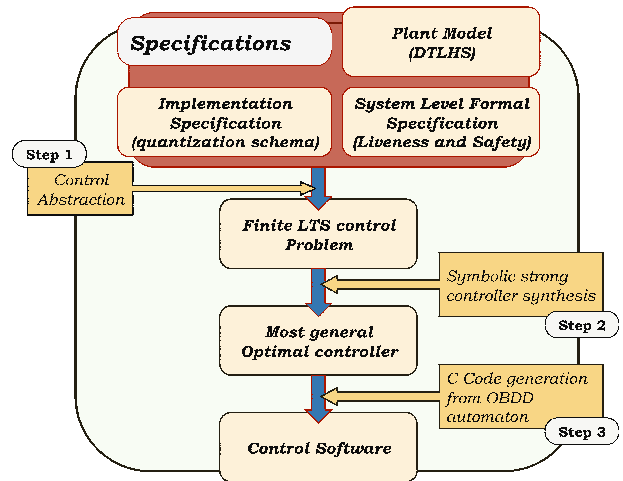 Specifications
Plant Model
(DTLHS)
Implementation
Specification
(quantization schema)
System Level Formal
Specification
(Liveness and Safety)
Step 1
Control
Abstraction
Finite LTS control
Problem
Symbolic strong
controller synthesis
Step 2
Most general
Optimal controller
C Code generation
from OBDD
automaton
Step 3
Control Software